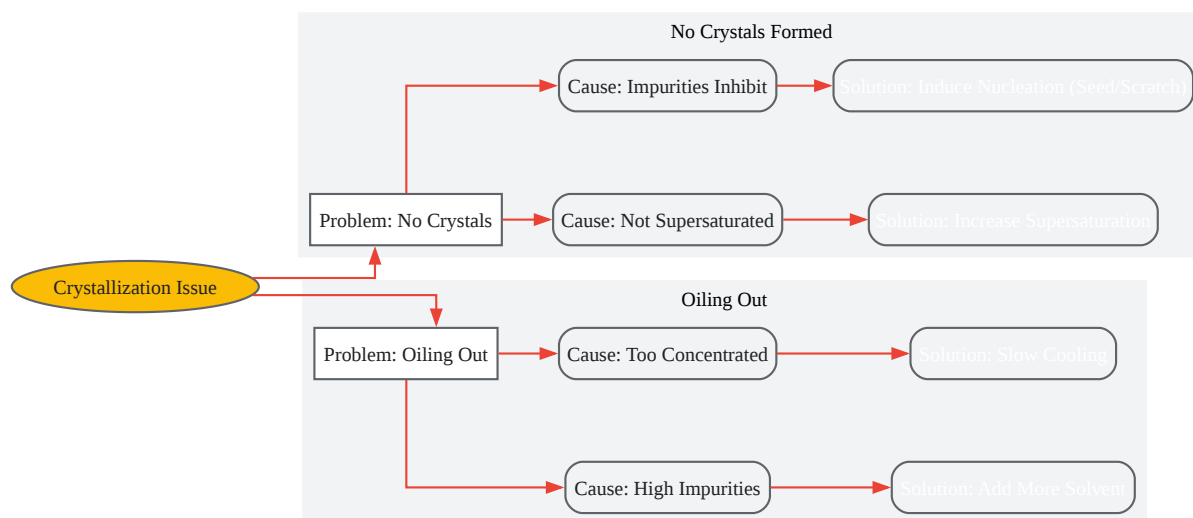 No Crystals Formed
Cause: Impurities Inhibit
Solution: Induce Nucleation (Seed/Scratch)
Problem: No Crystals
Cause: Not Supersaturated
Solution: Increase Supersaturation
Crystallization Issue
Oiling Out
Problem: Oiling Out
Cause: Too Concentrated
Solution: Slow Cooling
Cause: High Impurities
Solution: Add More Solvent